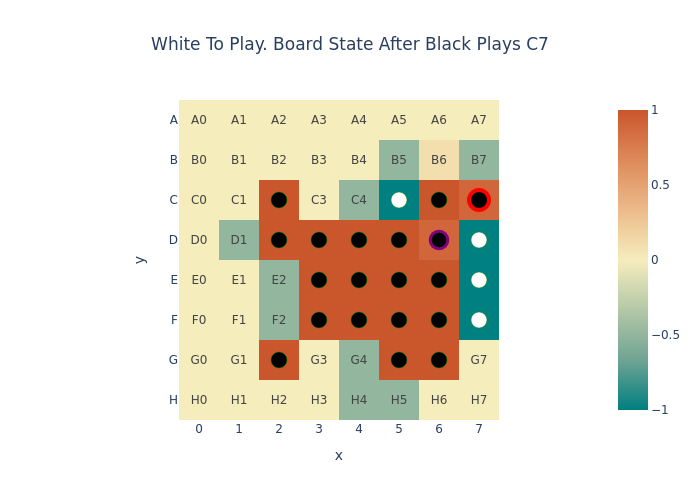 White To Play. Board State After Black Plays C7
A A0 A1 A2 A3 A4 A5 A6 A7
B B0 B1 B2 B3 B4 B5 B6 B7
C C0 C1 C3 C4
D D0 D1
E E0 E1 E2
F F0 F1 F2
G G0 G1 G3 G4 G7
H H0 H1 H2 H3 H4 H5 H6 H7
0 1 2 3 4 5 6 7
x
y
1
0.5
0
−0.5
−1